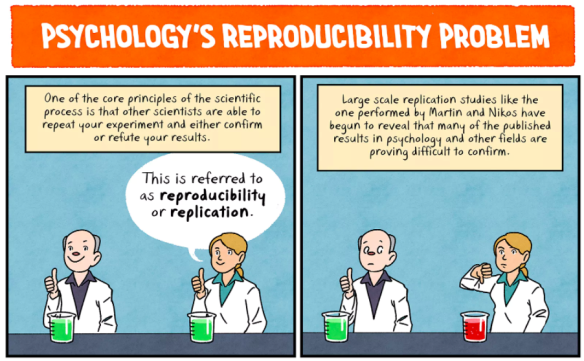 PSYCHOLOGY'S REPRODUCIBILITY PROBLEM
One of the core principles of the scientific
process is that other scientists are able to
repeat your experiment and either confirm
or refute your results.
This is referred to
as reproducibility
or replication.
Large scale replication studies like the
one performed by Martin and Nikos have
begun to reveal that many of the published
results in psychology and other fields are
proving difficult to confirm.